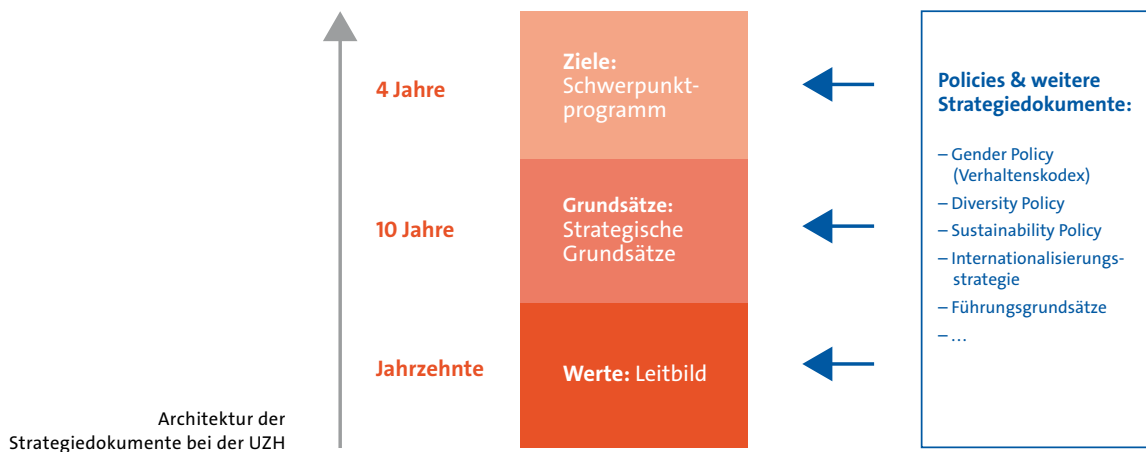 4 Jahre
Ziele:
Schwerpunkt-
programm
10 Jahre
Grundsätze:
Strategische
Grundsätze
Jahrzehnte
Werte: Leitbild
Policies & weitere
Strategiedokumente:
– Gender Policy
(Verhaltenskodex)
– Diversity Policy
– Sustainability Policy
– Internationalisierungs-
strategie
– Führungsgrundsätze
– …
Architektur der
Strategiedokumente bei der UZH